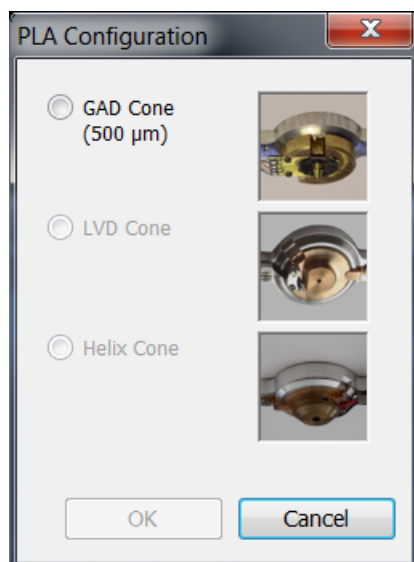 PLA Configuration
X
GAD Cone
(500 μm)
LVD Cone
Helix Cone
OK
Cancel